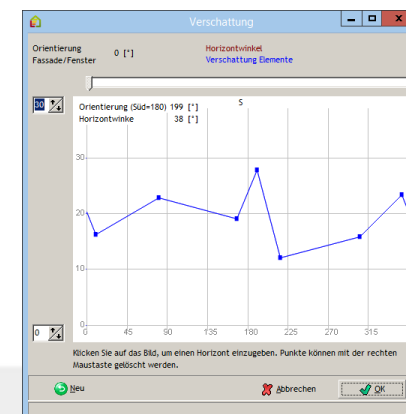 Verschattung
Orientierung
Fassade/Fenster
0 [°]
Horizontwinkel
Verschattung Elemente
30
Orientierung (Süd=180) 199 [°]
Horizontwinke 38 [°]
S
30
20
10
0
0
0 45 90 135 180 225 270 315
Klicken Sie auf das Bild, um einen Horizont einzugeben. Punkte können mit der rechten
Maustaste gelöscht werden.
Neu
Abbrechen
OK